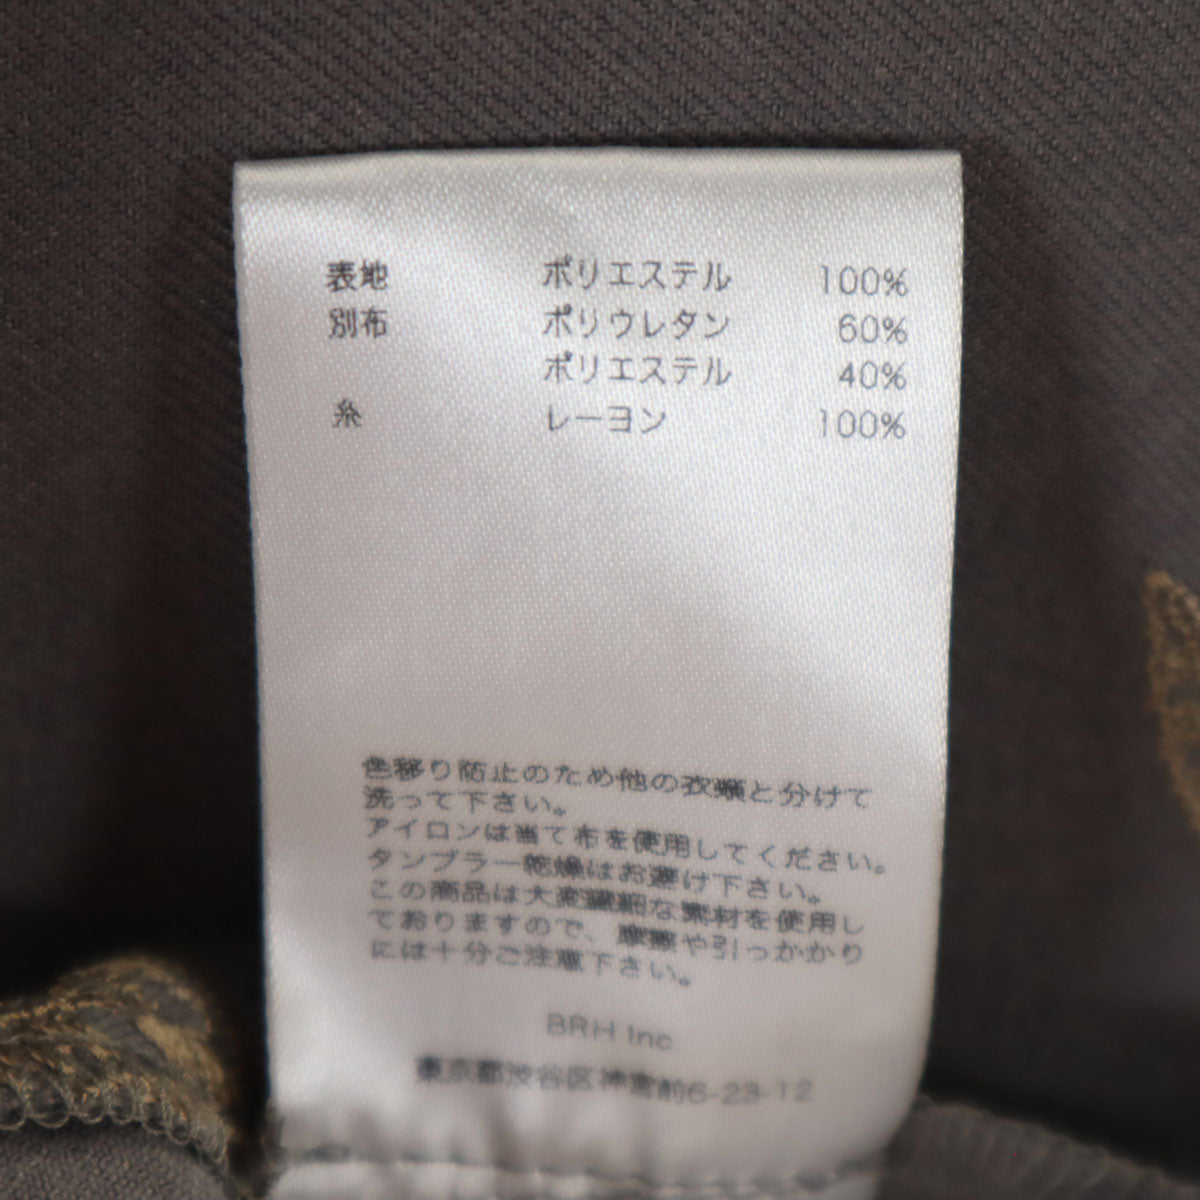 表地 ポリエステル 100%
別布 ポリウレタン 60%
ポリエステル 40%
糸 レーヨン 100%
色移り防止のため他の衣類と分けて
洗って下さい。
アイロンは当て布を使用してください。
タンブラー乾燥はお避け下さい。
この商品は大変繊細な素材を使用し
ておりますので、摩擦や引っかかり
には十分ご注意下さい。
BRH Inc
東京都渋谷区神宮前6-23-12